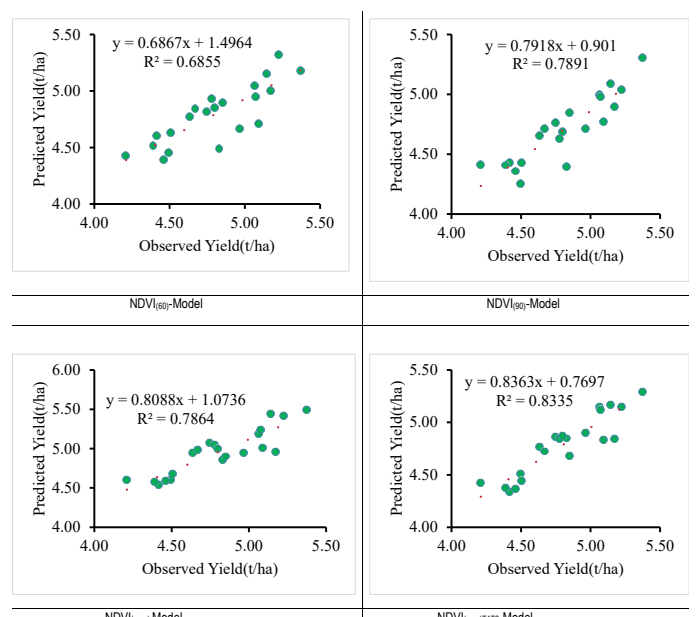 5.50
y = 0.6867x + 1.4964
R² = 0.6855
5.00
4.50
4.00
4.00 4.50 5.00 5.50
Predicted Yield(t/ha)
Observed Yield(t/ha)
5.50
y = 0.7918x + 0.901
R² = 0.7891
5.00
4.50
4.00
4.00 4.50 5.00 5.50
Predicted Yield(t/ha)
Observed Yield(t/ha)
NDVI(60)-Model
NDVI(90)-Model
6.00
y = 0.8088x + 1.0736
R² = 0.7864
5.50
5.00
4.50
4.00
4.00 4.50 5.00 5.50
Predicted Yield(t/ha)
Observed Yield(t/ha)
5.50
y = 0.8363x + 0.7697
R² = 0.8335
5.00
4.50
4.00
4.00 4.50 5.00 5.50
Predicted Yield(t/ha)
Observed Yield(t/ha)